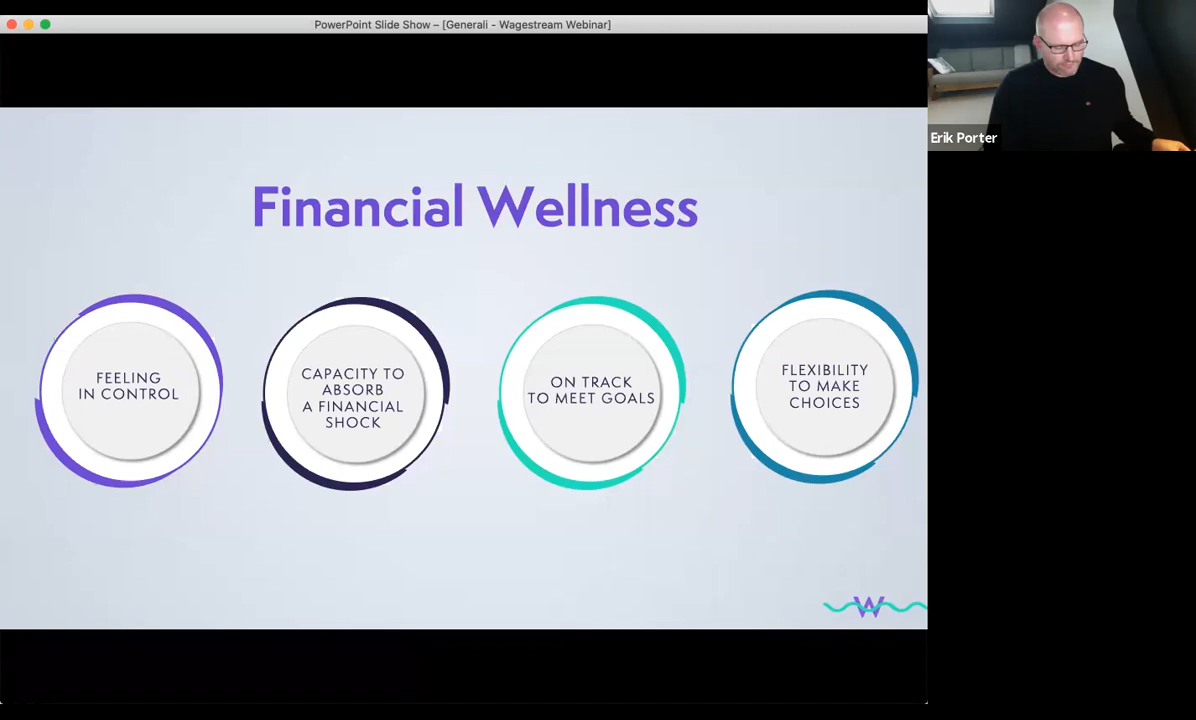 PowerPoint Slide Show – [Generali - Wagestream Webinar]
Erik Porter
Financial Wellness
FEELING
IN CONTROL
CAPACITY TO
ABSORB
A FINANCIAL
SHOCK
ON TRACK
TO MEET GOALS
FLEXIBILITY
TO MAKE
CHOICES
W